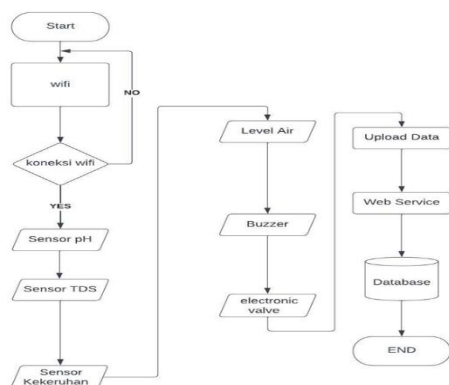 Start
wifi
NO
koneksi wifi
YES
Sensor pH
Sensor TDS
Sensor
Kekeruhan
Level Air
Buzzer
electronic
valve
Upload Data
Web Service
Database
END